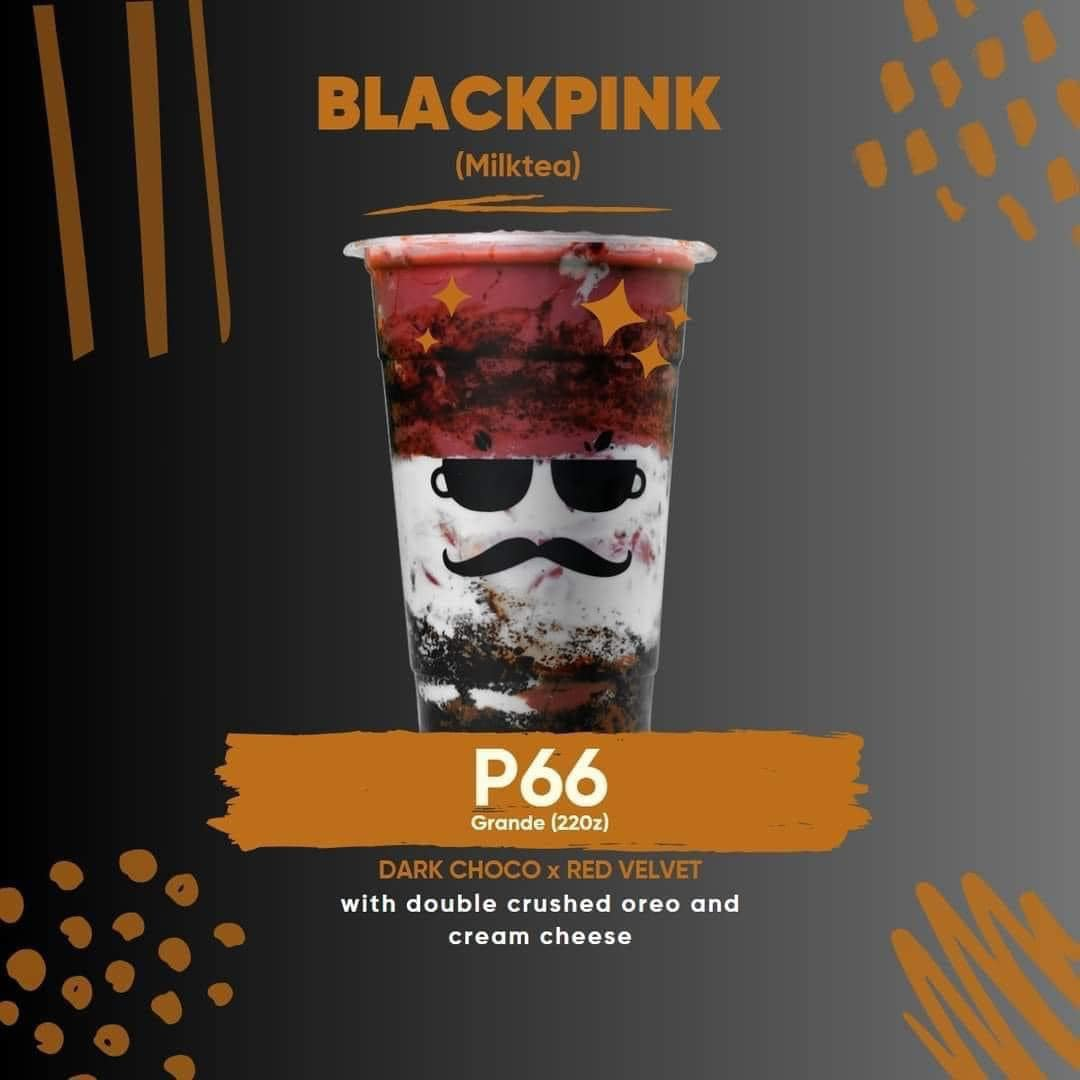 BLACKPINK
(Milktea)
P66
Grande (22oz)
DARK CHOCO x RED VELVET
with double crushed oreo and
cream cheese